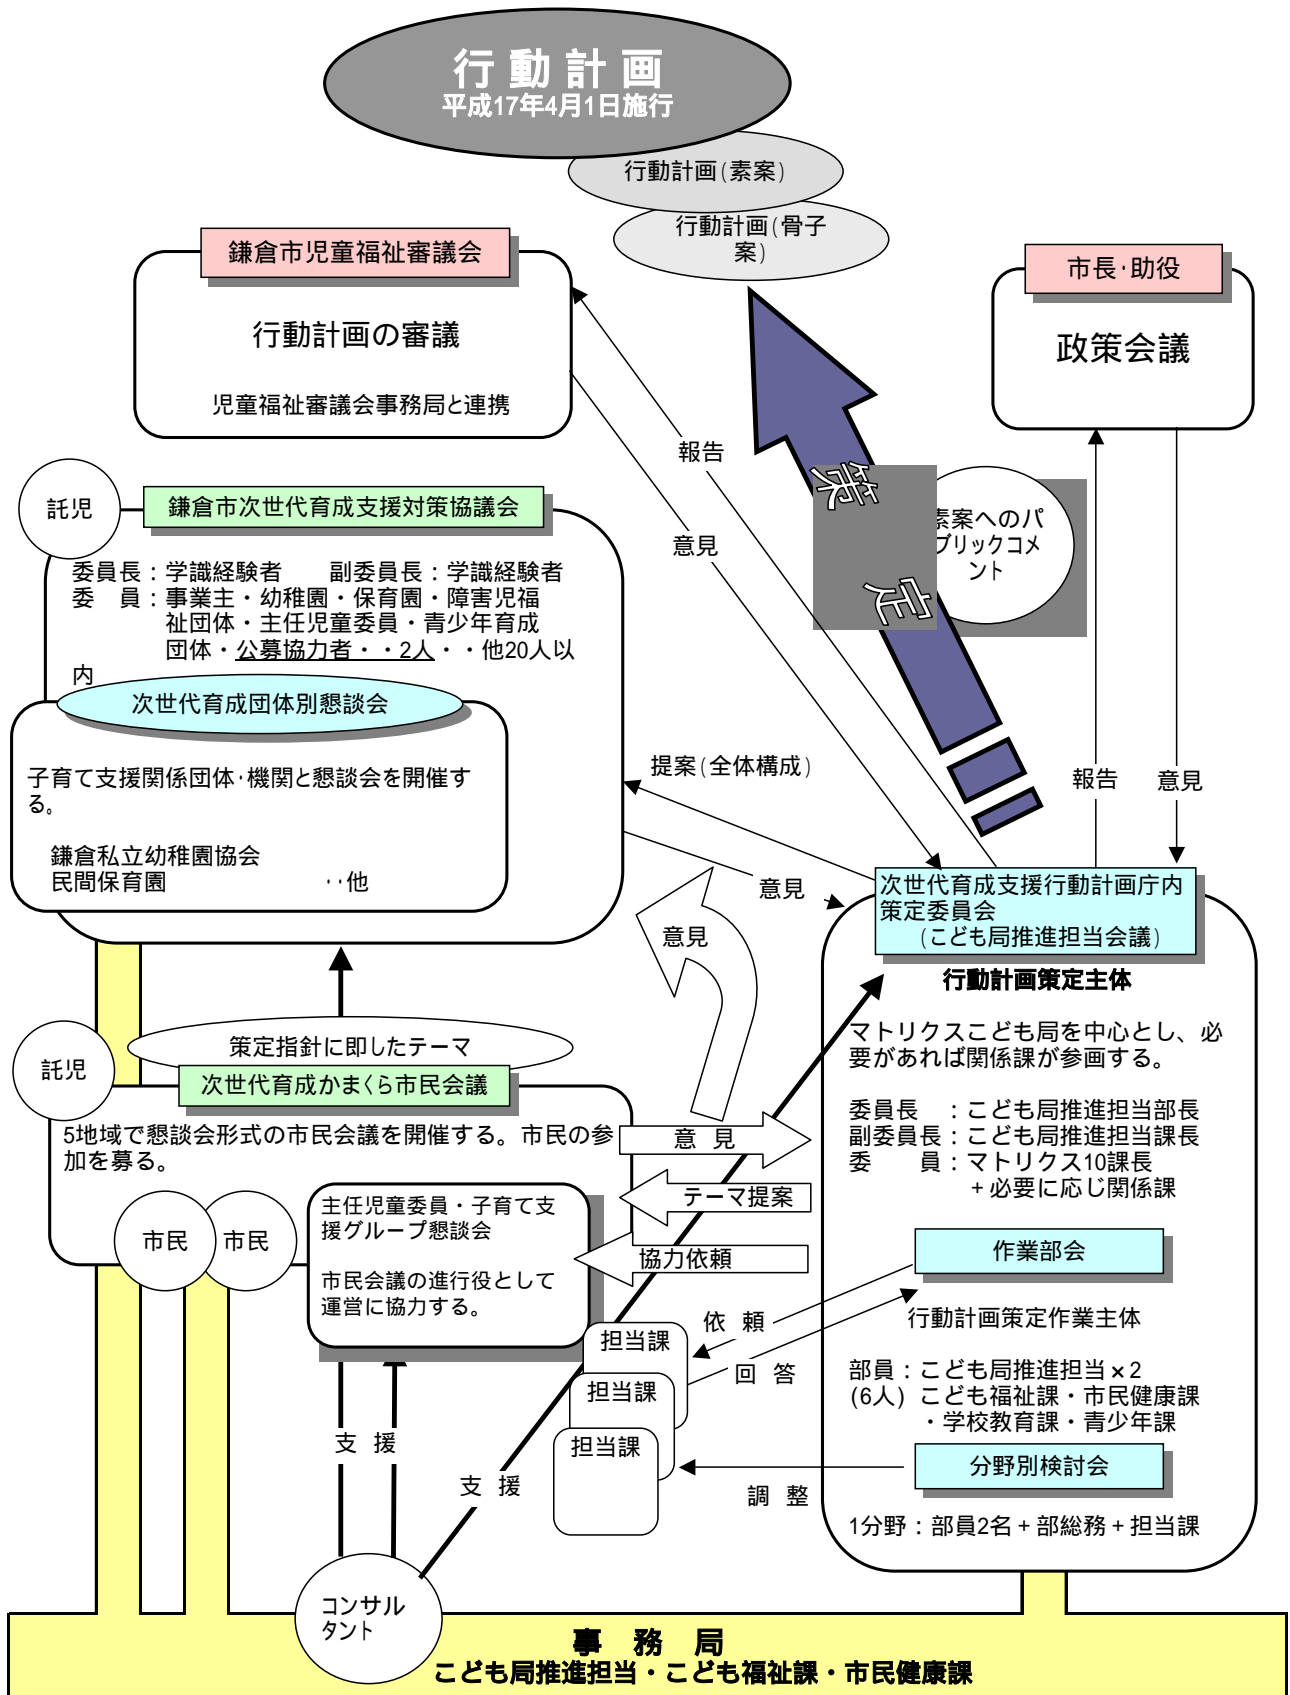 行動計画
平成17年4月1日施行
行動計画(素案)
行動計画(骨子
案)
鎌倉市児童福祉審議会
行動計画の審議
児童福祉審議会事務局と連携
市長・助役
政策会議
報告
意見
策
定
素案へのパ
ブリックコメ
ント
託児
鎌倉市次世代育成支援対策協議会
委員長：学識経験者　　副委員長：学識経験者
委　員：事業主・幼稚園・保育園・障害児福
祉団体・主任児童委員・青少年育成
団体・公募協力者・・2人・・他20人以
内
次世代育成団体別懇談会
子育て支援関係団体・機関と懇談会を開催す
る。
鎌倉私立幼稚園協会
民間保育園　　　　　　・・他
提案(全体構成)
意見
報告
意見
意見
次世代育成支援行動計画庁内
策定委員会
(こども局推進担当会議)
行動計画策定主体
マトリクスこども局を中心とし、必
要があれば関係課が参画する。
委員長　：こども局推進担当部長
副委員長：こども局推進担当課長
委　　員：マトリクス10課長
+必要に応じ関係課
作業部会
行動計画策定作業主体
部員：こども局推進担当×2
(6人) こども福祉課・市民健康課
・学校教育課・青少年課
分野別検討会
1分野：部員2名+部総務+担当課
託児
策定指針に即したテーマ
次世代育成かまくら市民会議
5地域で懇談会形式の市民会議を開催する。市民の参
加を募る。
市民
市民
主任児童委員・子育て支
援グループ懇談会
市民会議の進行役として
運営に協力する。
意　見
テーマ提案
協力依頼
依　頼
回　答
担当課
担当課
担当課
調　整
支　援
支　援
コンサル
タント
事　務　局
こども局推進担当・こども福祉課・市民健康課